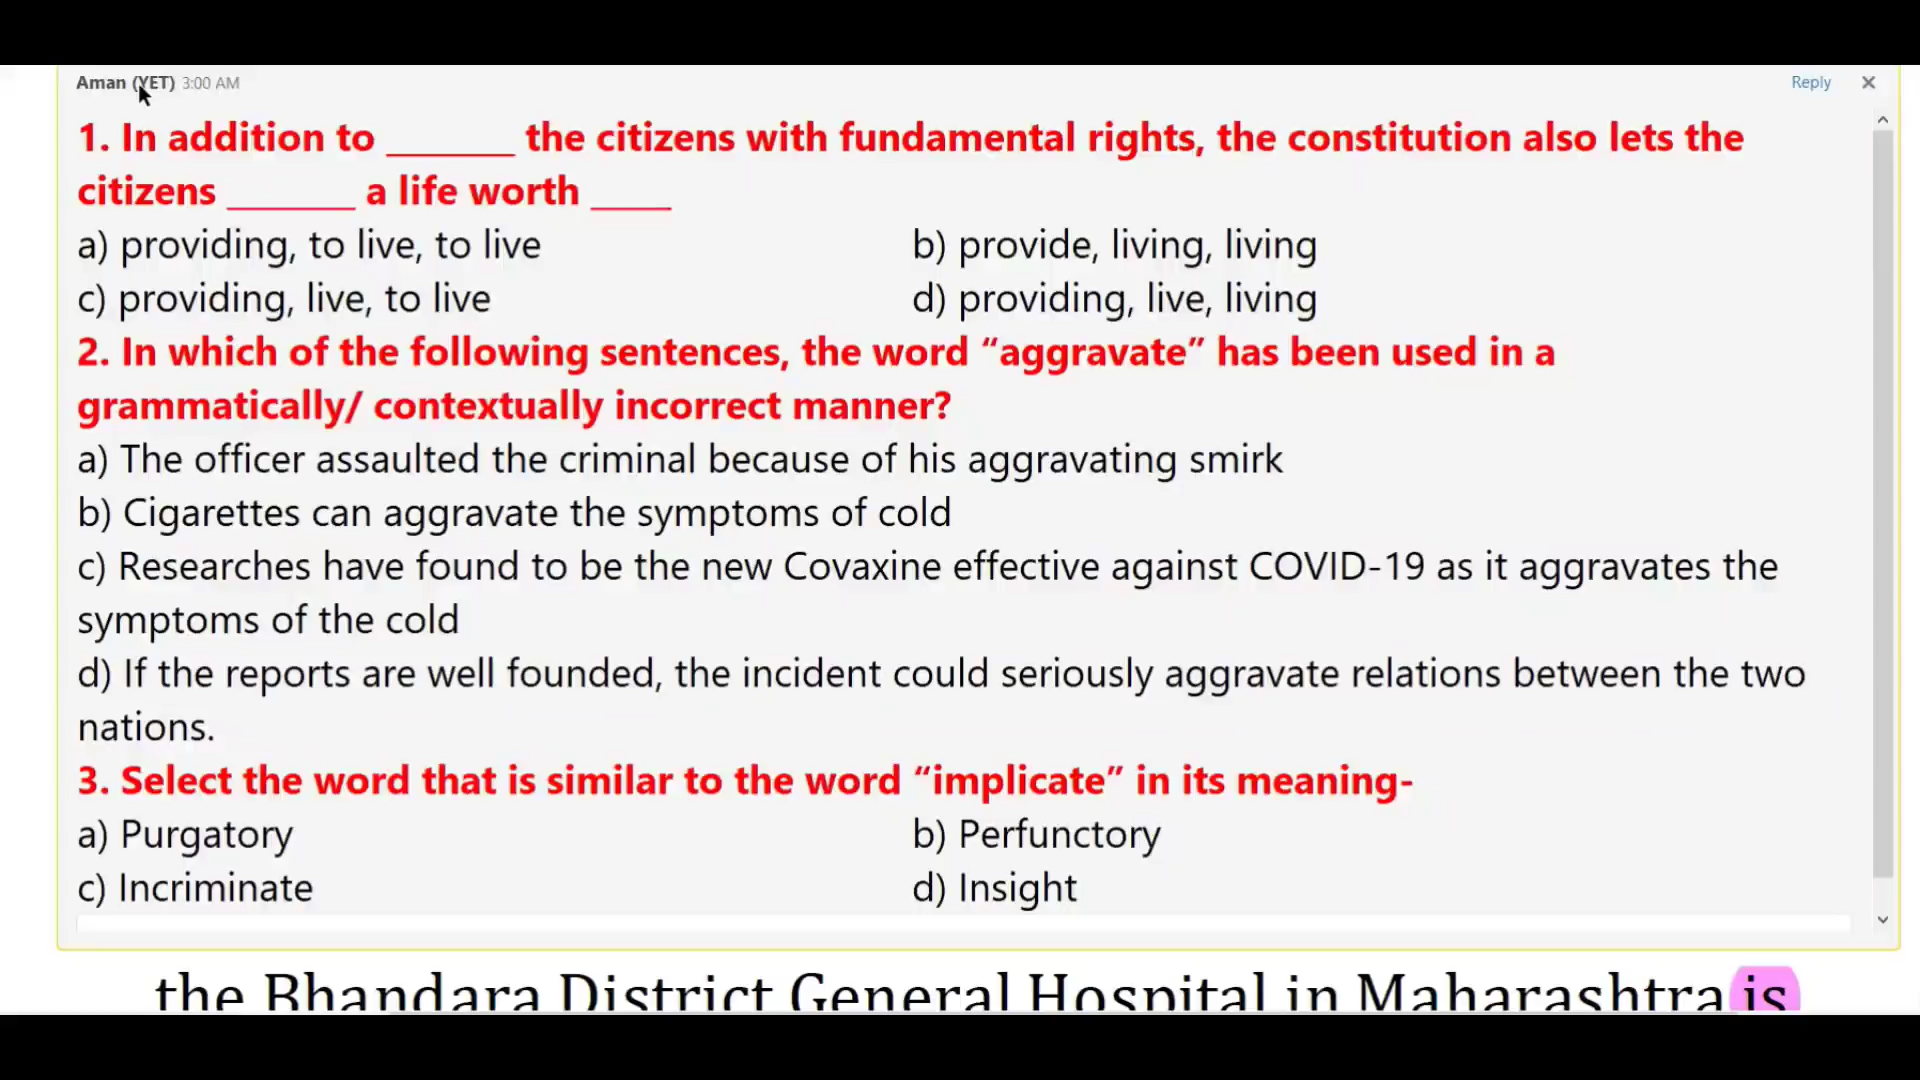 Aman (YET) 3:00 AM Reply
1. In addition to ______ the citizens with fundamental rights, the constitution also lets the
citizens ______ a life worth ____
a) providing, to live, to live b) provide, living, living
c) providing, live, to live d) providing, live, living
2. In which of the following sentences, the word “aggravate” has been used in a
grammatically/ contextually incorrect manner?
a) The officer assaulted the criminal because of his aggravating smirk
b) Cigarettes can aggravate the symptoms of cold
c) Researches have found to be the new Covaxine effective against COVID-19 as it aggravates the
symptoms of the cold
d) If the reports are well founded, the incident could seriously aggravate relations between the two
nations.
3. Select the word that is similar to the word “implicate” in its meaning-
a) Purgatory b) Perfunctory
c) Incriminate d) Insight
the Bhandara District General Hospital in Maharashtra is